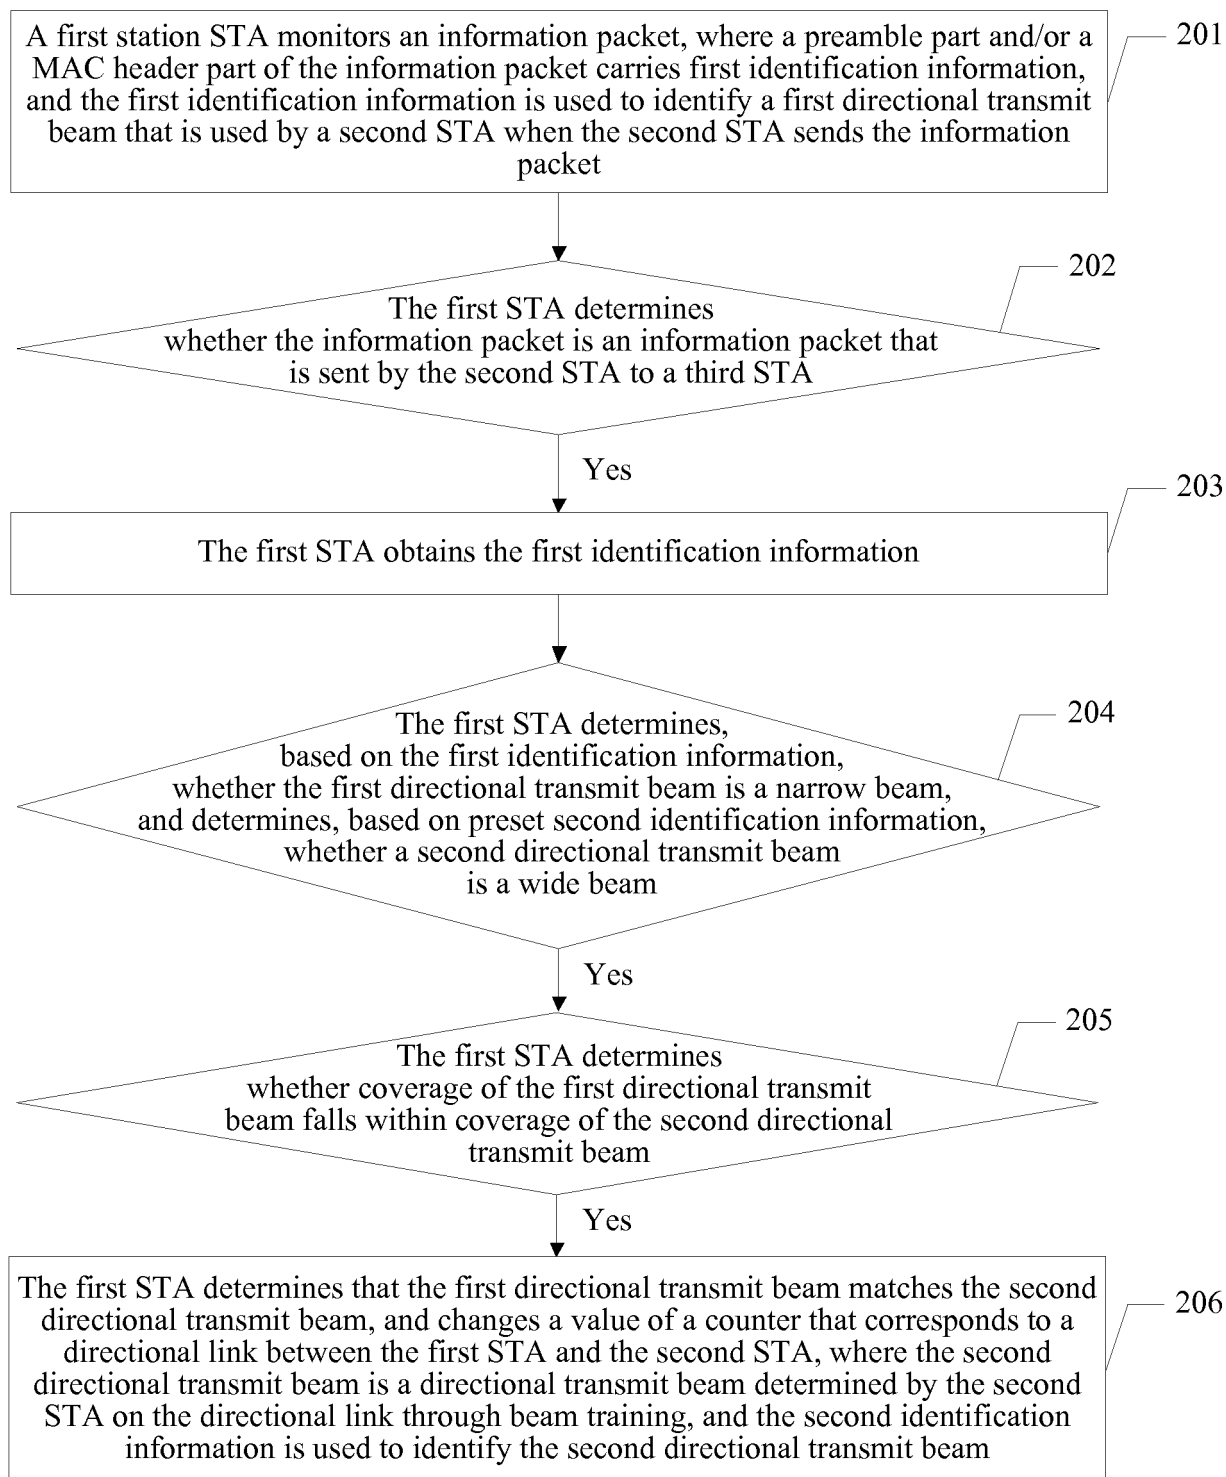 A first station STA monitors an information packet, where a preamble part and/or a
MAC header part of the information packet carries first identification information,
and the first identification information is used to identify a first directional transmit
beam that is used by a second STA when the second STA sends the information
packet
201
202
The first STA determines
whether the information packet is an information packet that
is sent by the second STA to a third STA
Yes
203
The first STA obtains the first identification information
204
The first STA determines,
based on the first identification information,
whether the first directional transmit beam is a narrow beam,
and determines, based on preset second identification information,
whether a second directional transmit beam
is a wide beam
Yes
205
The first STA determines
whether coverage of the first directional transmit
beam falls within coverage of the second directional
transmit beam
Yes
The first STA determines that the first directional transmit beam matches the second
directional transmit beam, and changes a value of a counter that corresponds to a
directional link between the first STA and the second STA, where the second
directional transmit beam is a directional transmit beam determined by the second
STA on the directional link through beam training, and the second identification
information is used to identify the second directional transmit beam
206